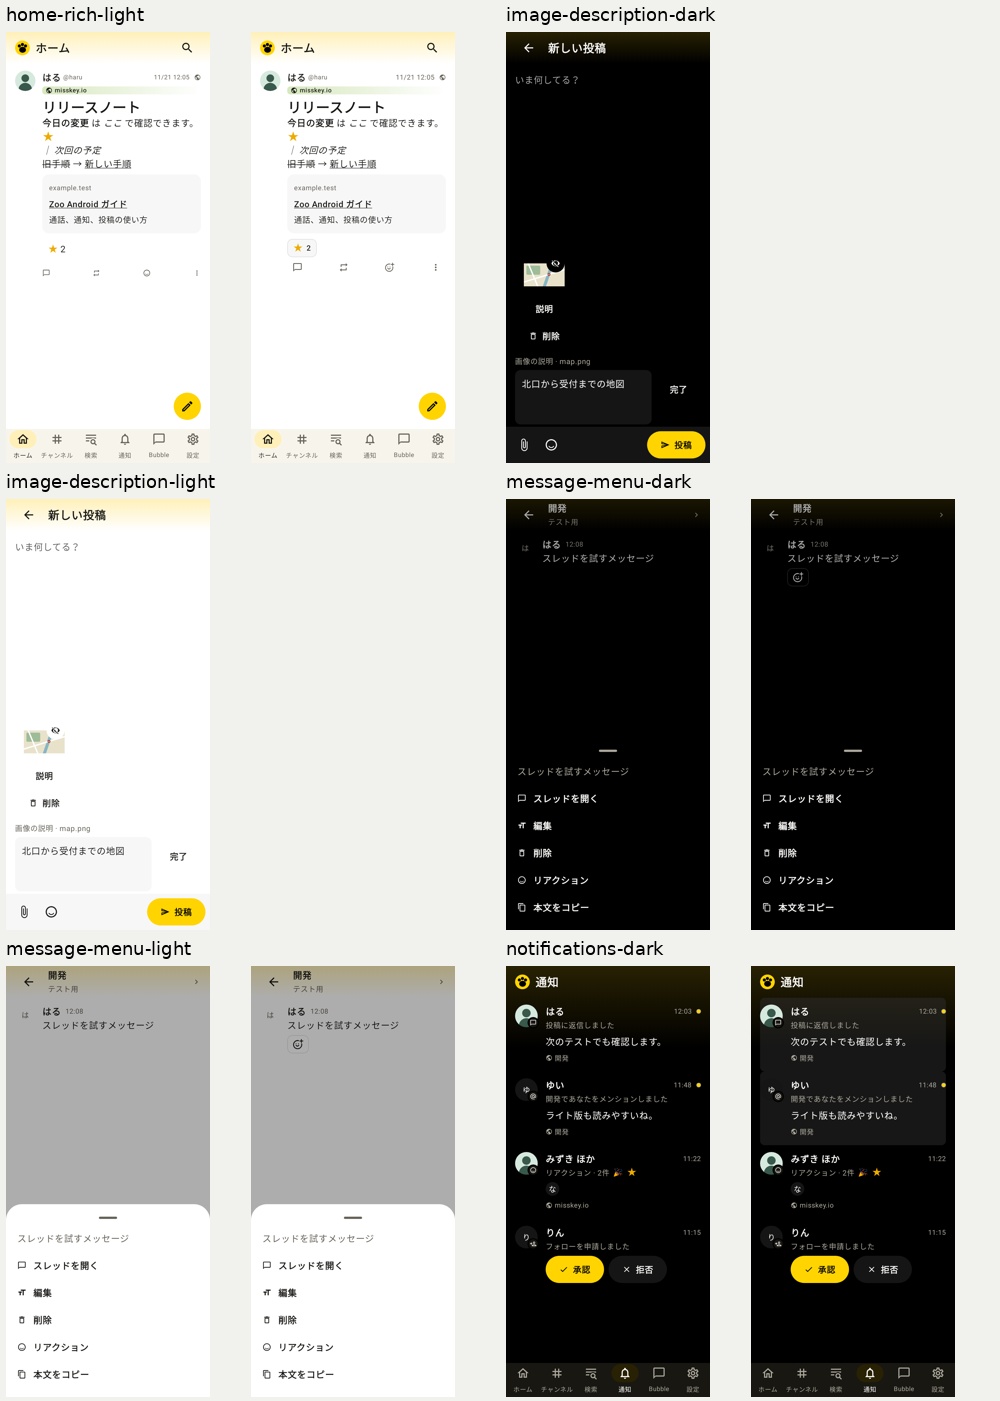 home-rich-light
ホーム
はる @haru 11/21 12:05
misskey.io
リリースノート
今日の変更 は ここ で確認できます。
次回の予定
旧手順 → 新しい手順
example.test
Zoo Android ガイド
通話、通知、投稿の使い方
2
ホーム チャンネル 検索 通知 Bubble 設定
ホーム
はる @haru 11/21 12:05
misskey.io
リリースノート
今日の変更 は ここ で確認できます。
次回の予定
旧手順 → 新しい手順
example.test
Zoo Android ガイド
通話、通知、投稿の使い方
2
ホーム チャンネル 検索 通知 Bubble 設定
image-description-dark
新しい投稿
いま何してる？
説明
削除
画像の説明 · map.png
北口から受付までの地図
完了
投稿
image-description-light
新しい投稿
いま何してる？
説明
削除
画像の説明 · map.png
北口から受付までの地図
完了
投稿
message-menu-dark
開発
テスト用
は
はる 12:08
スレッドを試すメッセージ
スレッドを試すメッセージ
スレッドを開く
編集
削除
リアクション
本文をコピー
開発
テスト用
は
はる 12:08
スレッドを試すメッセージ
スレッドを試すメッセージ
スレッドを開く
編集
削除
リアクション
本文をコピー
message-menu-light
開発
テスト用
は
はる 12:08
スレッドを試すメッセージ
スレッドを試すメッセージ
スレッドを開く
編集
削除
リアクション
本文をコピー
開発
テスト用
は
はる 12:08
スレッドを試すメッセージ
スレッドを試すメッセージ
スレッドを開く
編集
削除
リアクション
本文をコピー
notifications-dark
通知
はる 12:03
投稿に返信しました
次のテストでも確認します。
開発
ゆ
ゆい 11:48
開発であなたをメンションしました
ライト版も読みやすいね。
開発
みずき ほか 11:22
リアクション · 2件
な
misskey.io
り
りん 11:15
フォローを申請しました
承認 拒否
ホーム チャンネル 検索 通知 Bubble 設定
通知
はる 12:03
投稿に返信しました
次のテストでも確認します。
開発
ゆ
ゆい 11:48
開発であなたをメンションしました
ライト版も読みやすいね。
開発
みずき ほか 11:22
リアクション · 2件
な
misskey.io
り
りん 11:15
フォローを申請しました
承認 拒否
ホーム チャンネル 検索 通知 Bubble 設定